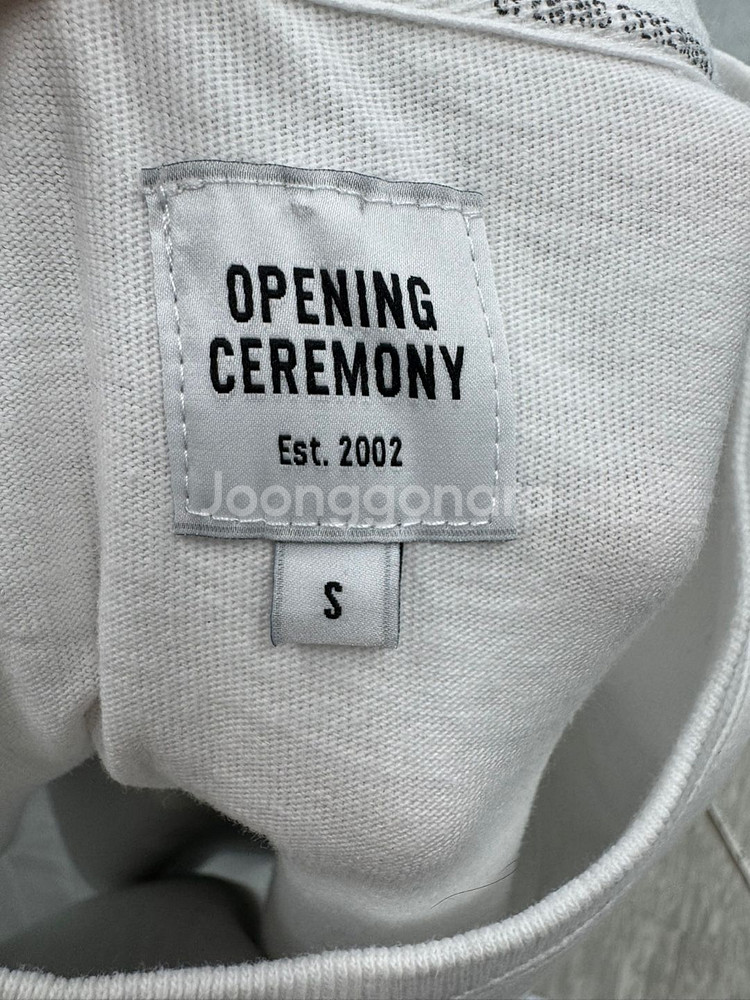 OPENING
CEREMONY
Est. 2002
Joonggonara
S